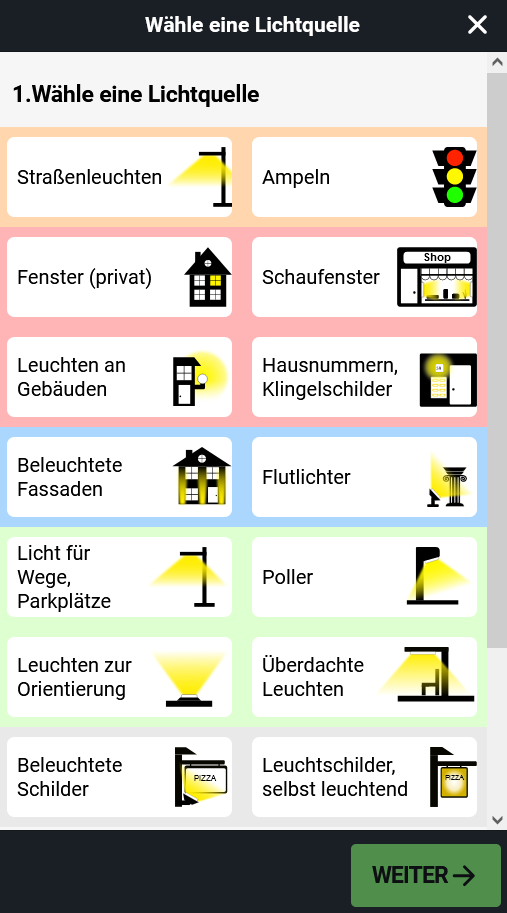 Wähle eine Lichtquelle
1.Wähle eine Lichtquelle
Straßenleuchten
Ampeln
Fenster (privat)
Schaufenster
Shop
Leuchten an
Gebäuden
Hausnummern,
Klingelschilder
Beleuchtete
Fassaden
Flutlichter
Licht für
Wege,
Parkplätze
Poller
Leuchten zur
Orientierung
Überdachte
Leuchten
Beleuchtete
Schilder
PIZZA
Leuchtschilder,
selbst leuchtend
PIZZA
WEITER